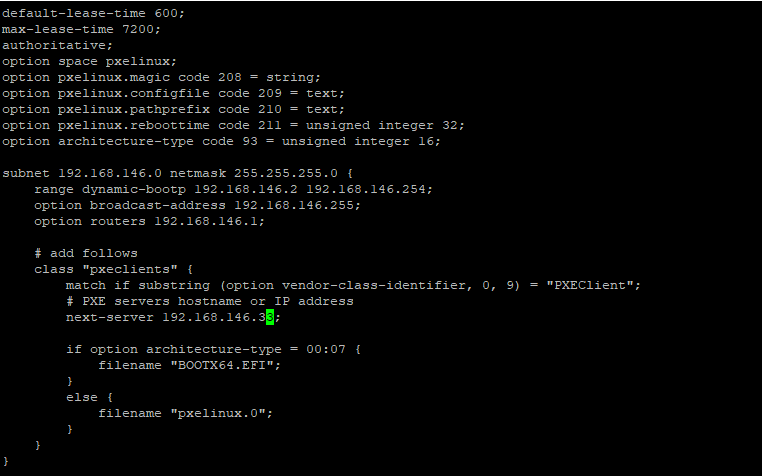 default-lease-time 600;
max-lease-time 7200;
authoritative;
option space pxelinux;
option pxelinux.magic code 208 = string;
option pxelinux.configfile code 209 = text;
option pxelinux.pathprefix code 210 = text;
option pxelinux.reboottime code 211 = unsigned integer 32;
option architecture-type code 93 = unsigned integer 16;

subnet 192.168.146.0 netmask 255.255.255.0 {
    range dynamic-bootp 192.168.146.2 192.168.146.254;
    option broadcast-address 192.168.146.255;
    option routers 192.168.146.1;

    # add follows
    class "pxeclients" {
        match if substring (option vendor-class-identifier, 0, 9) = "PXEClient";
        # PXE servers hostname or IP address
        next-server 192.168.146.33;

        if option architecture-type = 00:07 {
            filename "BOOTX64.EFI";
        }
        else {
            filename "pxelinux.0";
        }
    }
}